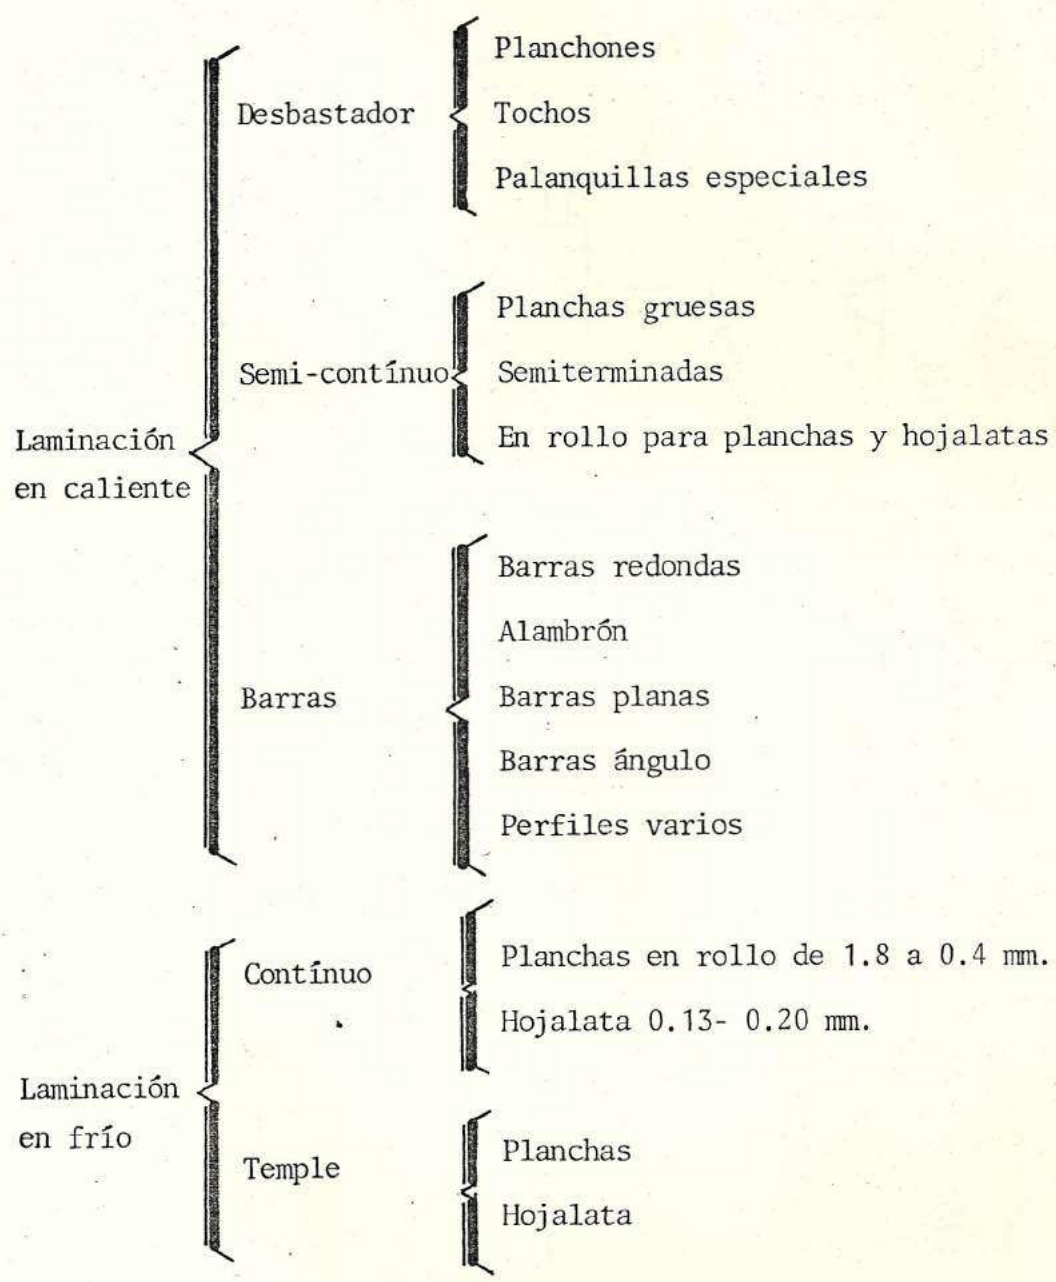 Laminación
en caliente
Desbastador
Planchones
Tochos
Palanquillas especiales
Semi-contínuo
Planchas gruesas
Semiterminadas
En rollo para planchas y hojalatas
Barras
Barras redondas
Alambrón
Barras planas
Barras ángulo
Perfiles varios
Laminación
en frío
Contínuo
Planchas en rollo de 1.8 a 0.4 mm.
Hojalata 0.13- 0.20 mm.
Temple
Planchas
Hojalata